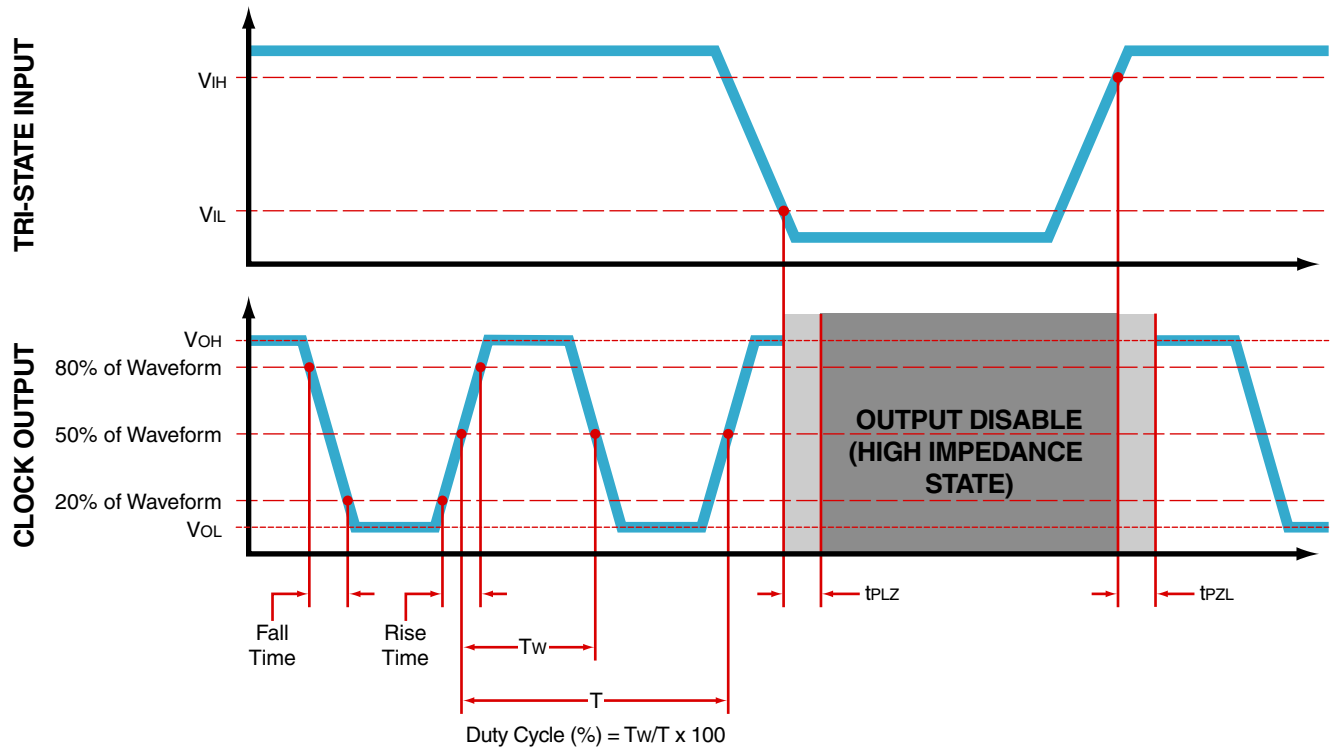 TRI-STATE INPUT
VIH
VIL
CLOCK OUTPUT
VOH
80% of Waveform
50% of Waveform
20% of Waveform
VOL
OUTPUT DISABLE
(HIGH IMPEDANCE
STATE)
tPLZ
tPZL
Fall
Time
Rise
Time
TW
T
Duty Cycle (%) = TW/T x 100